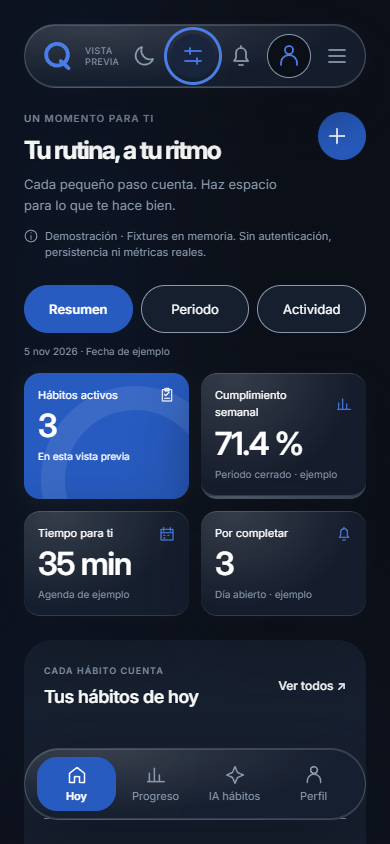 VISTA
PREVIA
UN MOMENTO PARA TI
Tu rutina, a tu ritmo
Cada pequeño paso cuenta. Haz espacio
para lo que te hace bien.
Demostración · Fixtures en memoria. Sin autenticación,
persistencia ni métricas reales.
Resumen
Periodo
Actividad
5 nov 2026 · Fecha de ejemplo
Hábitos activos
3
En esta vista previa
Cumplimiento
semanal
71.4 %
Periodo cerrado · ejemplo
Tiempo para ti
35 min
Agenda de ejemplo
Por completar
3
Día abierto · ejemplo
CADA HÁBITO CUENTA
Tus hábitos de hoy
Ver todos
Hoy
Progreso
IA hábitos
Perfil